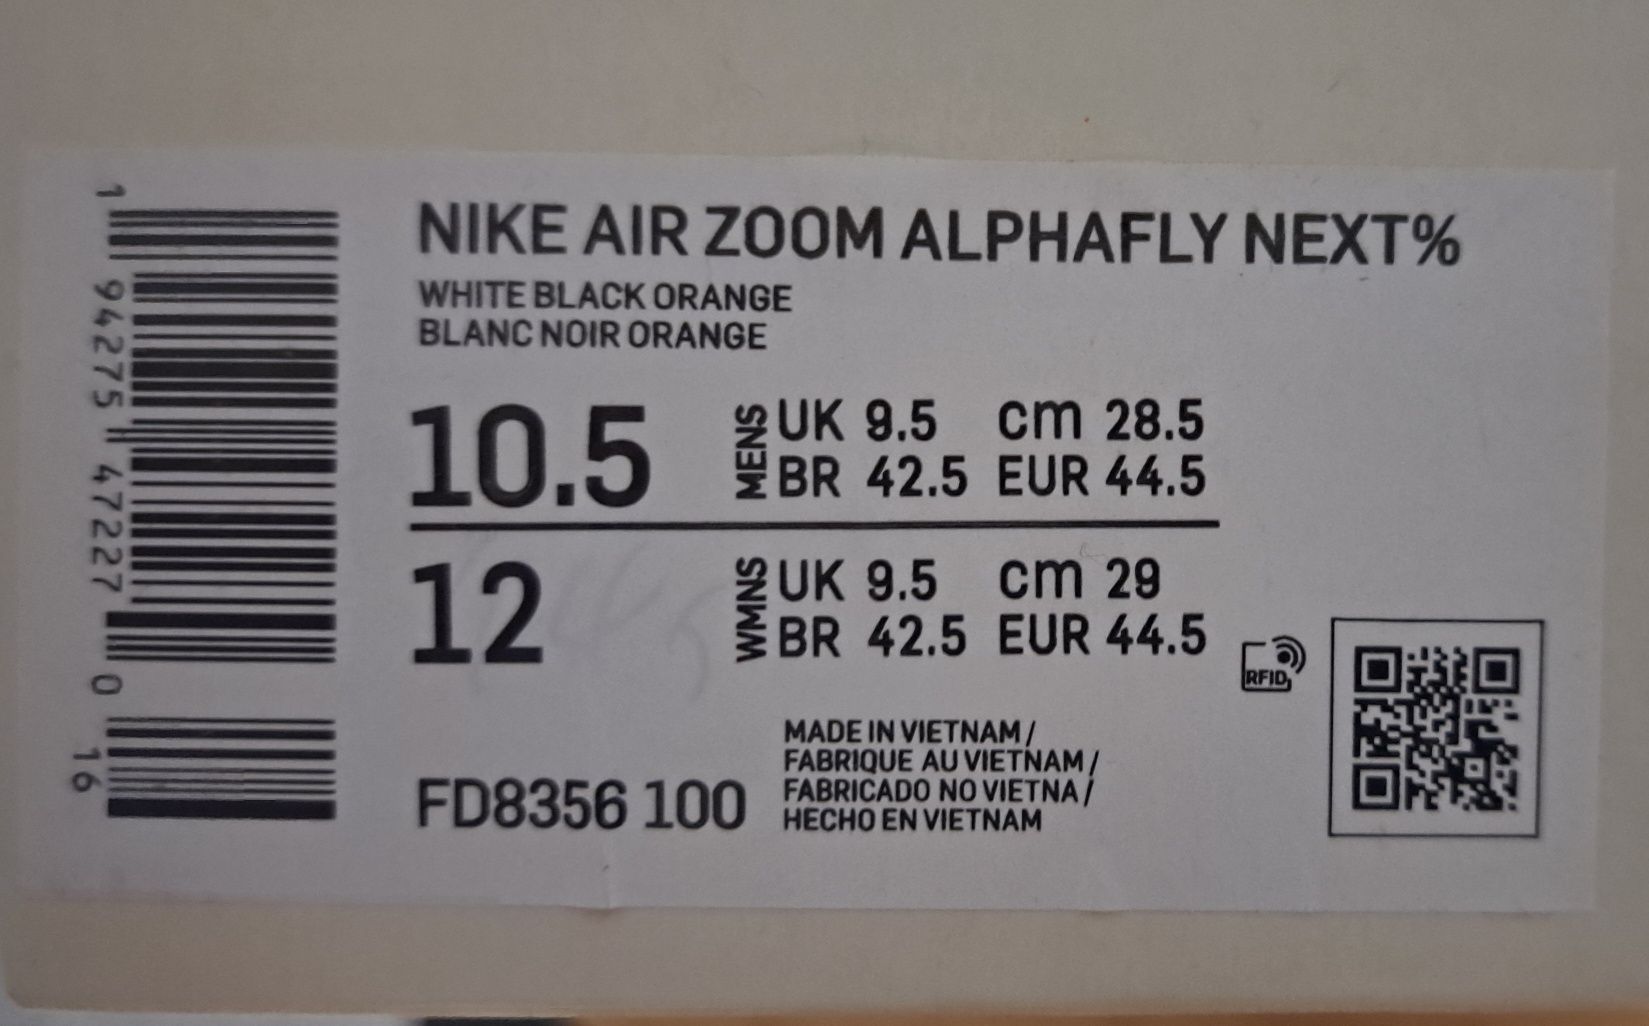 NIKE AIR ZOOM ALPHAFLY NEXT%
WHITE BLACK ORANGE
BLANC NOIR ORANGE
10.5 MENS UK 9.5 cm 28.5
BR 42.5 EUR 44.5
12 WMNS UK 9.5 cm 29
BR 42.5 EUR 44.5
RFID
FD8356 100
MADE IN VIETNAM /
FABRIQUE AU VIETNAM /
FABRICADO NO VIETNA /
HECHO EN VIETNAM
1 94275 47227 0 16